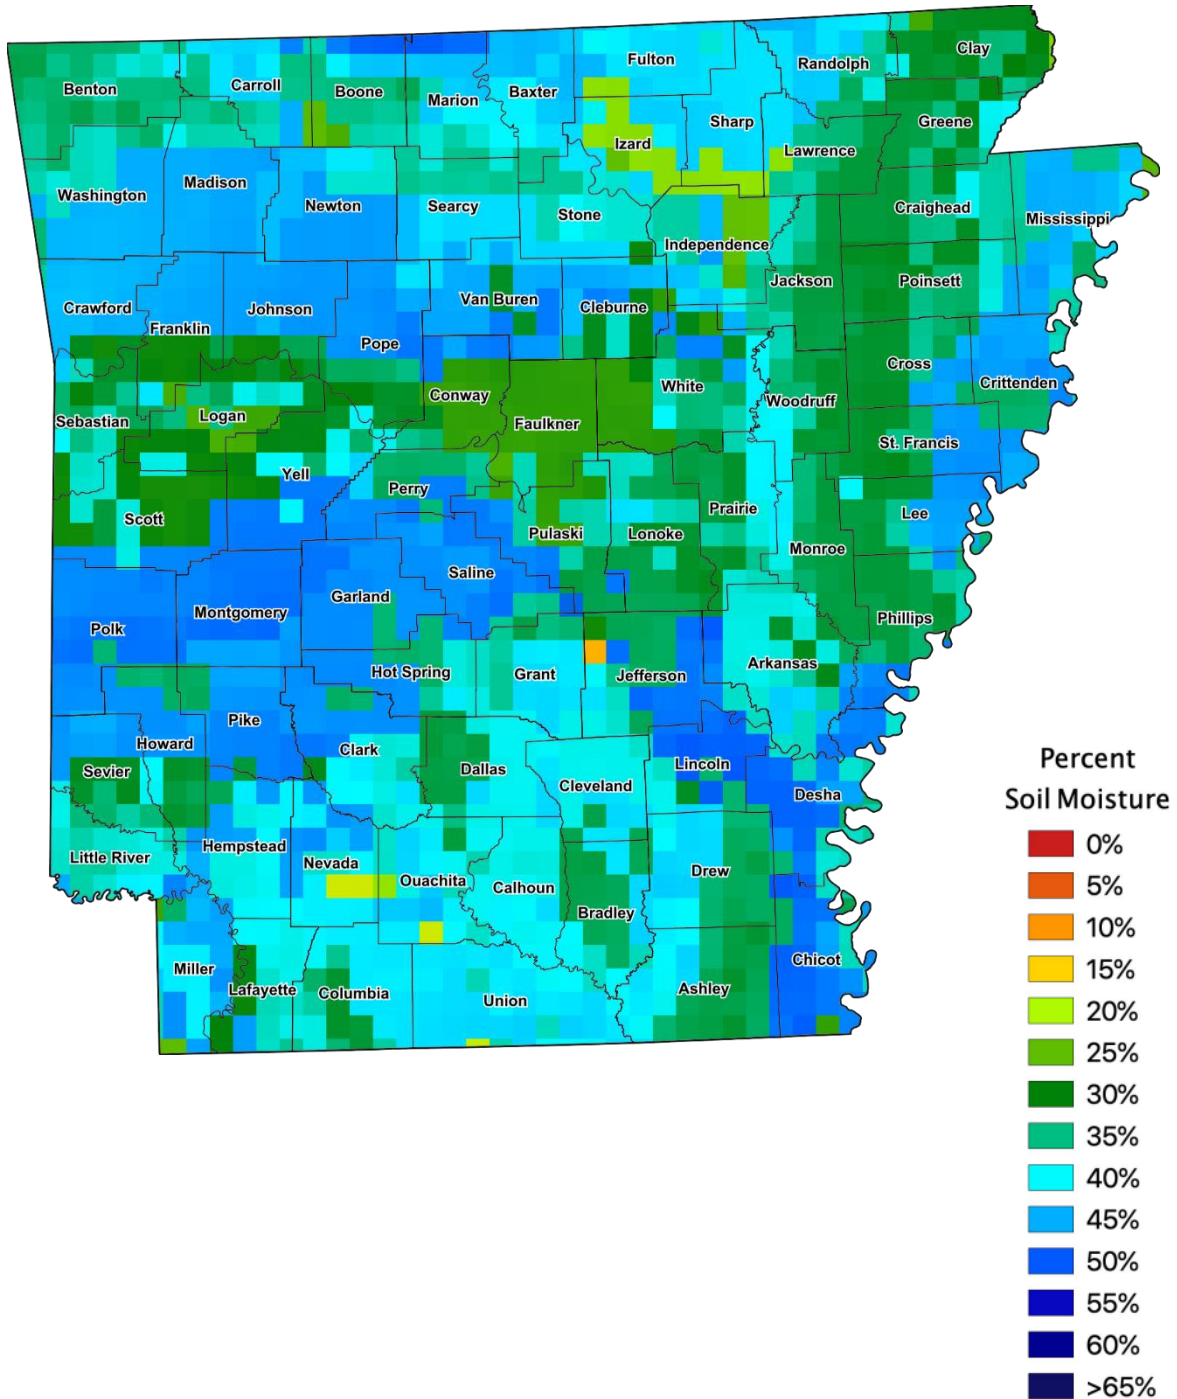 Clay
Fulton
Randolph
Carroll
Benton
Boone
Marion
Baxter
Sharp
Greene
Izard
Lawrence
Madison
Washington
Newton
Searcy
Stone
Craighead
Mississippi
Independence
Jackson
Poinsett
Crawford
Johnson
Van Buren
Cleburne
Franklin
Pope
Cross
Crittenden
White
Conway
Woodruff
Logan
Sebastian
Faulkner
St. Francis
Yell
Perry
Prairie
Lee
Scott
Pulaski
Lonoke
Monroe
Saline
Garland
Montgomery
Phillips
Polk
Arkansas
Hot Spring
Grant
Jefferson
Pike
Howard
Clark
Lincoln
Sevier
Dallas
Cleveland
Desha
Hempstead
Little River
Nevada
Ouachita
Calhoun
Drew
Bradley
Miller
Chicot
Lafayette
Columbia
Union
Ashley
Percent
Soil Moisture
0%
5%
10%
15%
20%
25%
30%
35%
40%
45%
50%
55%
60%
>65%